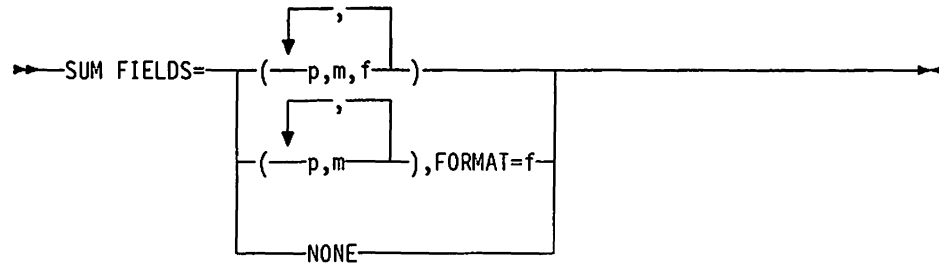 ,
SUM FIELDS= (p,m,f)
,
(p,m),FORMAT=f
NONE